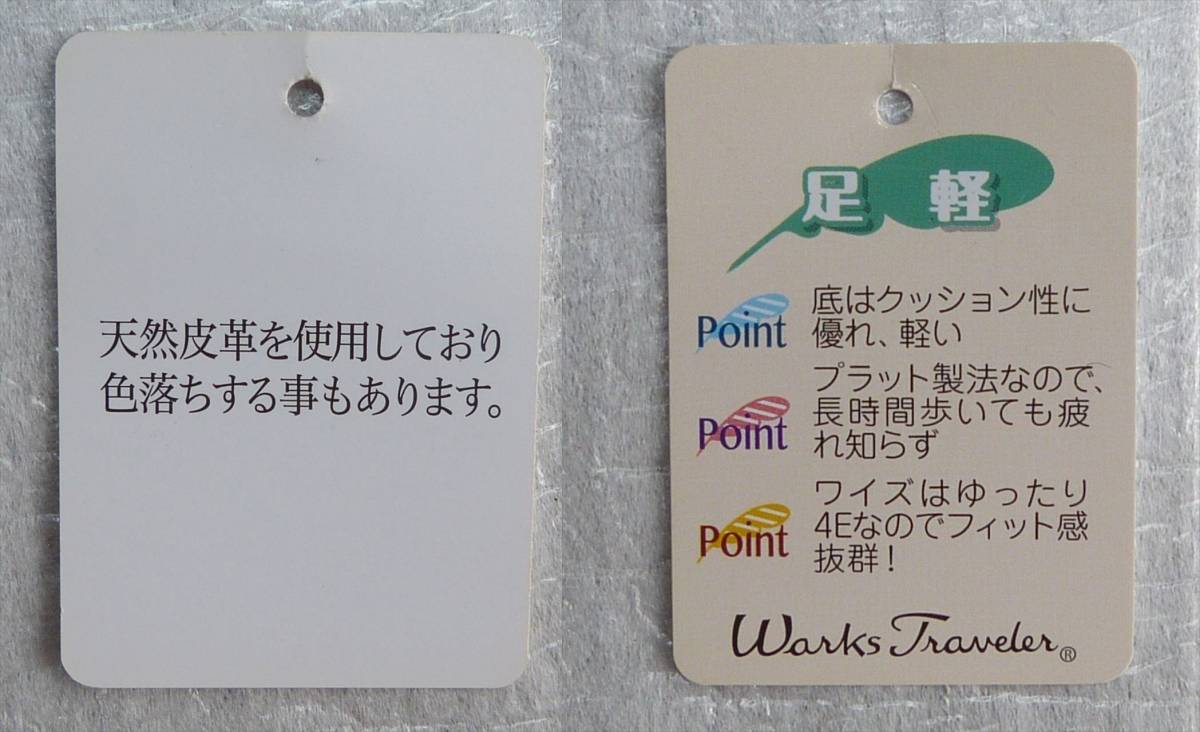 天然皮革を使用しており
色落ちする事もあります。
足 軽
Point
底はクッション性に
優れ、軽い
Point
プラット製法なので、
長時間歩いても疲
れ知らず
Point
ワイズはゆったり
4Eなのでフィット感
抜群!
Warks Traveler®